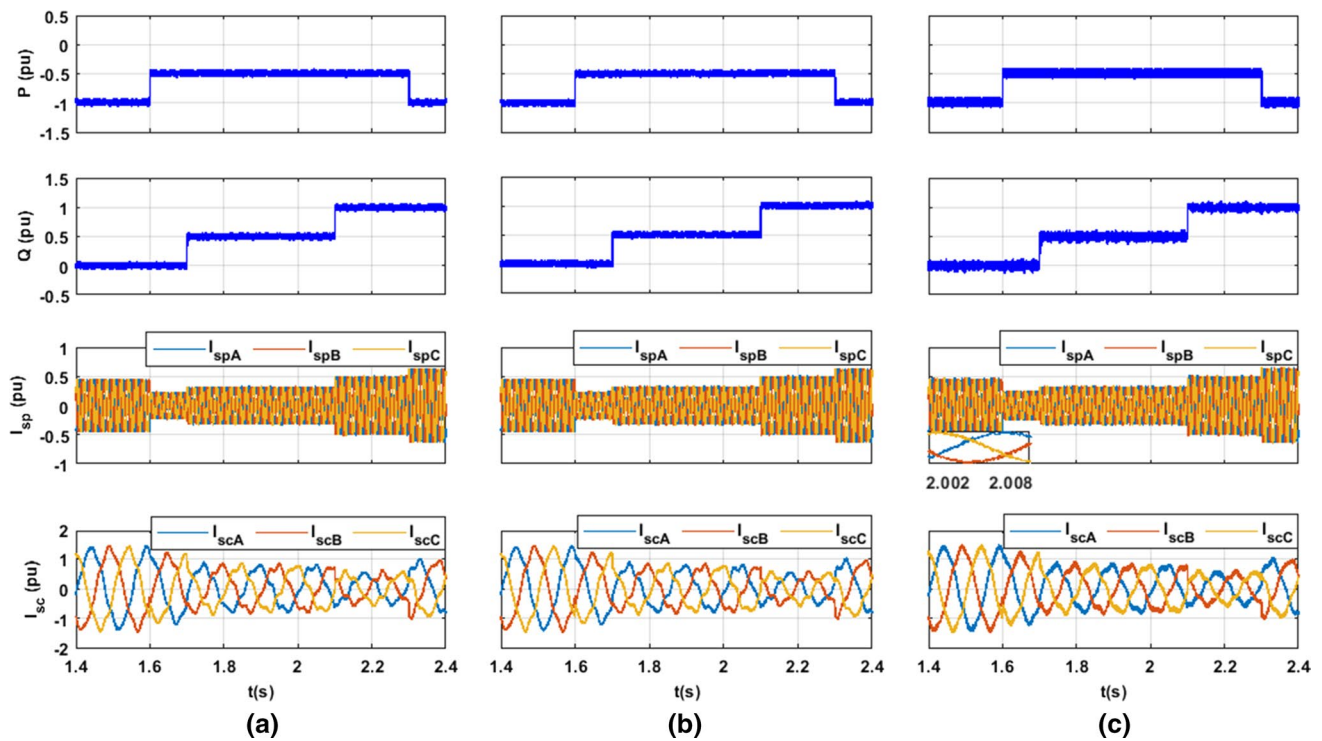 0.5
0
-0.5
-1
-1.5
P (pu)
1.5
1
0.5
0
-0.5
Q (pu)
1
0.5
0
-0.5
-1
I_sp (pu)
I_spA I_spB I_spC
I_spA I_spB I_spC
I_spA I_spB I_spC
2.002 2.008
2
1
0
-1
-2
I_sc (pu)
I_scA I_scB I_scC
I_scA I_scB I_scC
I_scA I_scB I_scC
1.4 1.6 1.8 2 2.2 2.4
1.4 1.6 1.8 2 2.2 2.4
1.4 1.6 1.8 2 2.2 2.4
t(s)
t(s)
t(s)
(a)
(b)
(c)